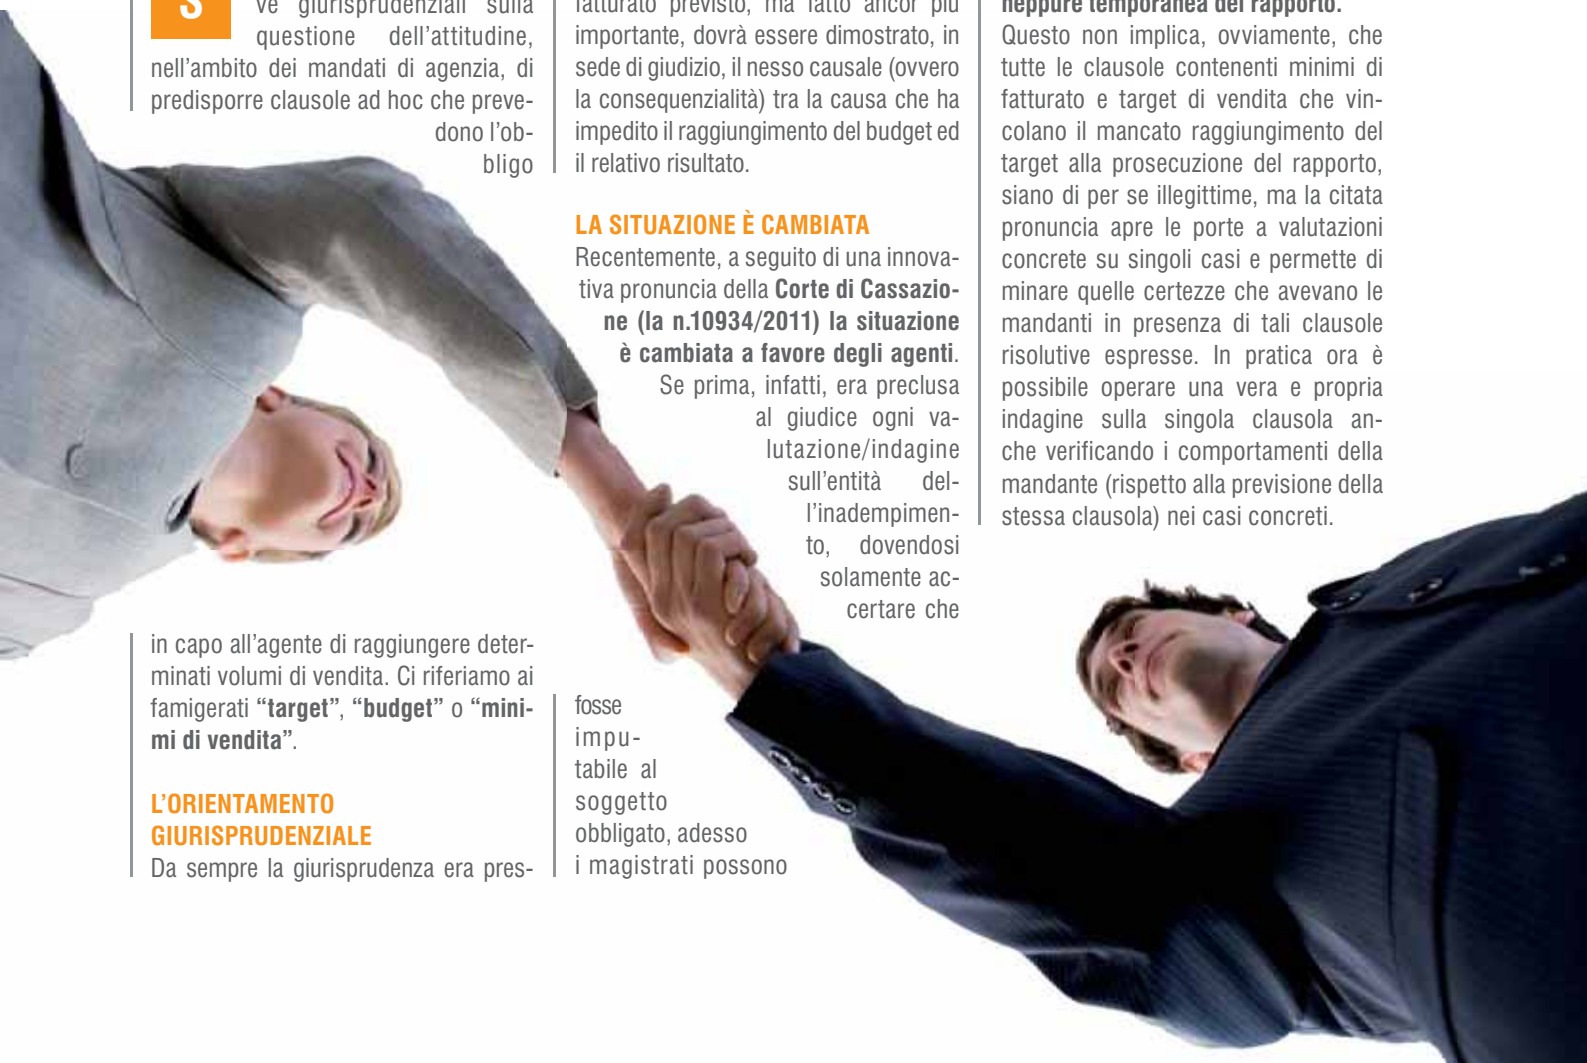 S
ve giurisprudenziali sulla
questione dell'attitudine,
nell'ambito dei mandati di agenzia, di
predisporre clausole ad hoc che preve-
dono l'ob-
bligo
in capo all'agente di raggiungere deter-
minati volumi di vendita. Ci riferiamo ai
famigerati “target”, “budget” o “mini-
mi di vendita”.
L'ORIENTAMENTO
GIURISPRUDENZIALE
Da sempre la giurisprudenza era pres-
fatturato previsto, ma fatto ancor più
importante, dovrà essere dimostrato, in
sede di giudizio, il nesso causale (ovvero
la consequenzialità) tra la causa che ha
impedito il raggiungimento del budget ed
il relativo risultato.
LA SITUAZIONE È CAMBIATA
Recentemente, a seguito di una innova-
tiva pronuncia della Corte di Cassazio-
ne (la n.10934/2011) la situazione
è cambiata a favore degli agenti.
Se prima, infatti, era preclusa
al giudice ogni va-
lutazione/indagine
sull'entità del-
l'inadempimen-
to, dovendosi
solamente ac-
certare che
fosse
impu-
tabile al
soggetto
obbligato, adesso
i magistrati possono
neppure temporanea del rapporto.
Questo non implica, ovviamente, che
tutte le clausole contenenti minimi di
fatturato e target di vendita che vin-
colano il mancato raggiungimento del
target alla prosecuzione del rapporto,
siano di per se illegittime, ma la citata
pronuncia apre le porte a valutazioni
concrete su singoli casi e permette di
minare quelle certezze che avevano le
mandanti in presenza di tali clausole
risolutive espresse. In pratica ora è
possibile operare una vera e propria
indagine sulla singola clausola an-
che verificando i comportamenti della
mandante (rispetto alla previsione della
stessa clausola) nei casi concreti.